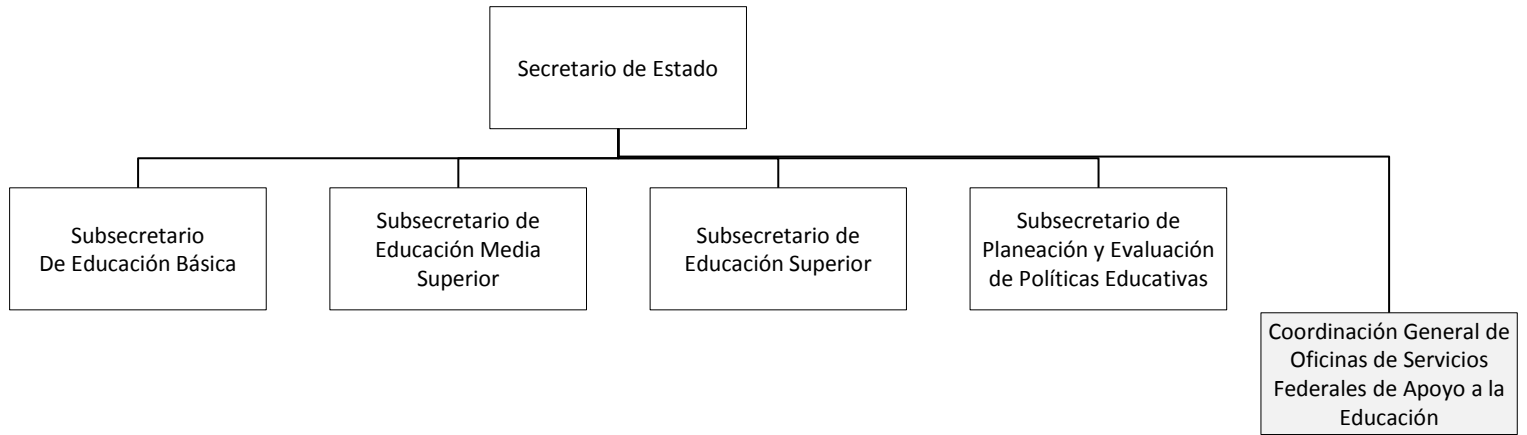 Secretario de Estado
Subsecretario
De Educación Básica
Subsecretario de
Educación Media
Superior
Subsecretario de
Educación Superior
Subsecretario de
Planeación y Evaluación
de Políticas Educativas
Coordinación General de
Oficinas de Servicios
Federales de Apoyo a la
Educación